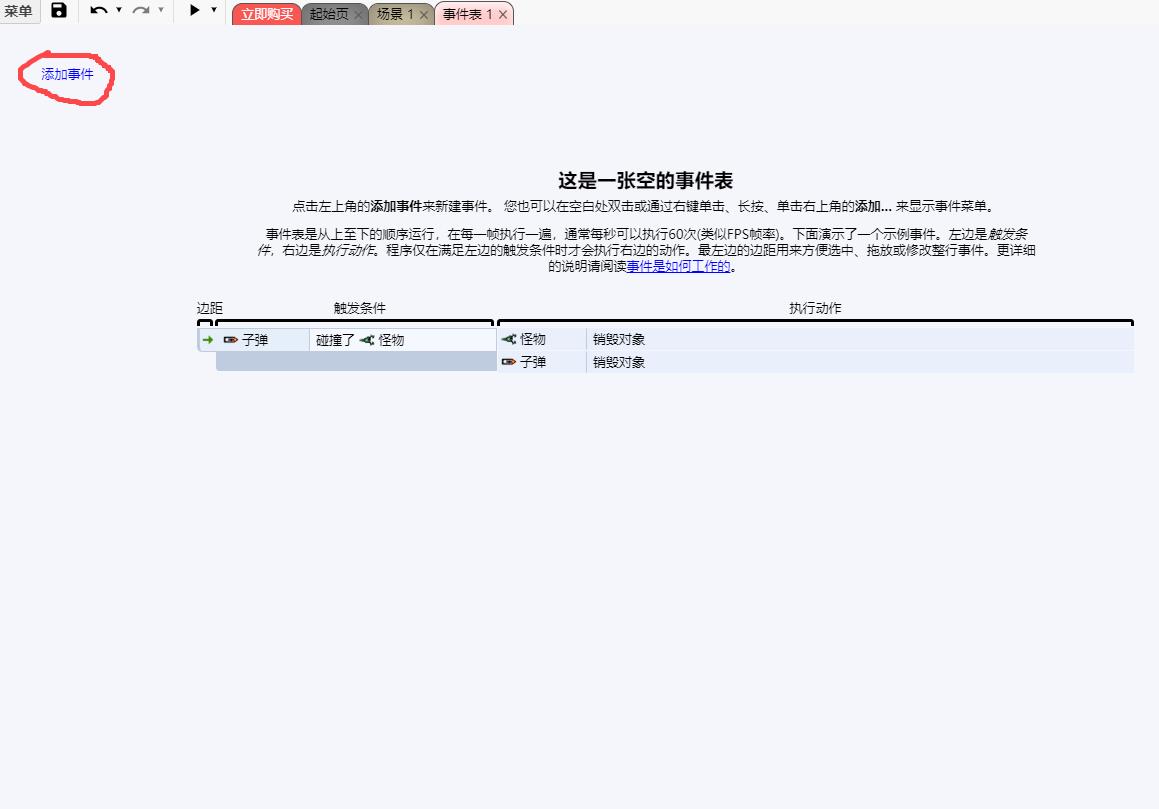 菜单 立即购买 起始页 场景 1 事件表 1
添加事件
这是一张空的事件表
点击左上角的添加事件来新建事件。 您也可以在空白处双击或通过右键单击、长按、单击右上角的添加... 来显示事件菜单。
事件表是从上至下的顺序运行，在每一帧执行一遍，通常每秒可以执行60次(类似FPS帧率)。下面演示了一个示例事件。左边是触发条
件，右边是执行动作。程序仅在满足左边的触发条件时才会执行右边的动作。最左边的边距用来方便选中、拖放或修改整行事件。更详细
的说明请阅读事件是如何工作的。
边距 触发条件 执行动作
子弹 碰撞了 怪物 怪物 销毁对象
子弹 销毁对象